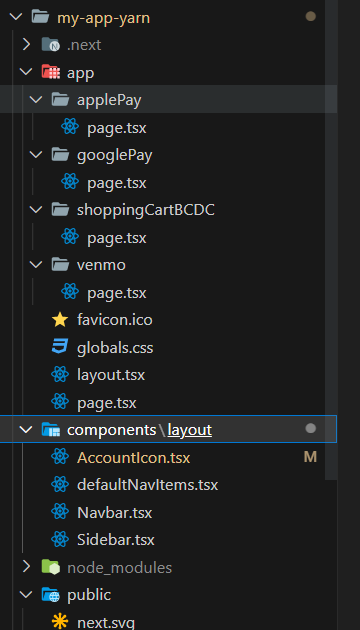 my-app-yarn
.next
app
applePay
page.tsx
googlePay
page.tsx
shoppingCartBCDC
page.tsx
venmo
page.tsx
favicon.ico
globals.css
layout.tsx
page.tsx
components\layout
AccountIcon.tsx M
defaultNavItems.tsx
Navbar.tsx
Sidebar.tsx
node_modules
public
next.svg